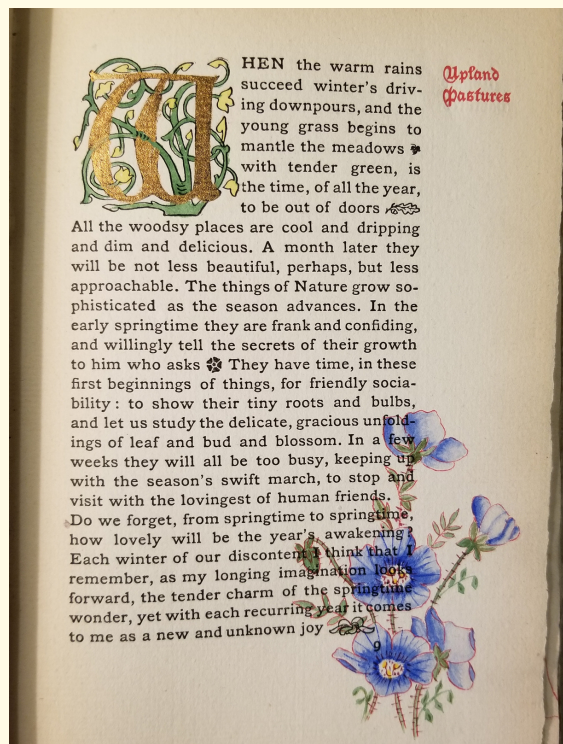 WHEN the warm rains
succeed winter's driv-
ing downpours, and the
young grass begins to
mantle the meadows
with tender green, is
the time, of all the year,
to be out of doors
All the woodsy places are cool and dripping
and dim and delicious. A month later they
will be not less beautiful, perhaps, but less
approachable. The things of Nature grow so-
phisticated as the season advances. In the
early springtime they are frank and confiding,
and willingly tell the secrets of their growth
to him who asks They have time, in these
first beginnings of things, for friendly socia-
bility: to show their tiny roots and bulbs,
and let us study the delicate, gracious unfold-
ings of leaf and bud and blossom. In a few
weeks they will all be too busy, keeping up
with the season's swift march, to stop and
visit with the lovingest of human friends.
Do we forget, from springtime to springtime,
how lovely will be the year's awakening?
Each winter of our discontent I think that I
remember, as my longing imagination looks
forward, the tender charm of the springtime
wonder, yet with each recurring year it comes
to me as a new and unknown joy
9
Upland
Pastures